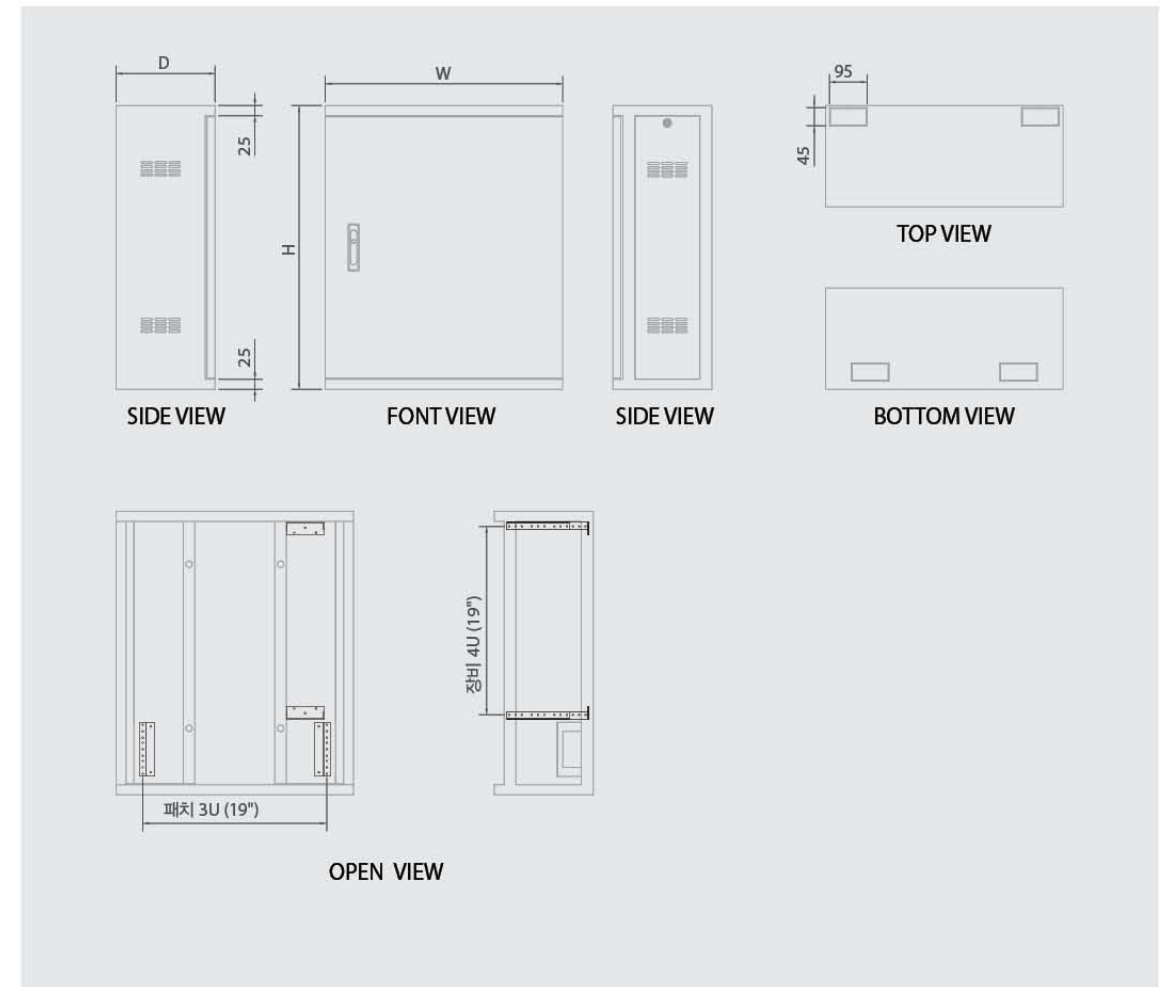 D
W
95
25
45
H
25
TOP VIEW
SIDE VIEW
FONT VIEW
SIDE VIEW
BOTTOM VIEW
장비 4U (19")
패치 3U (19")
OPEN VIEW